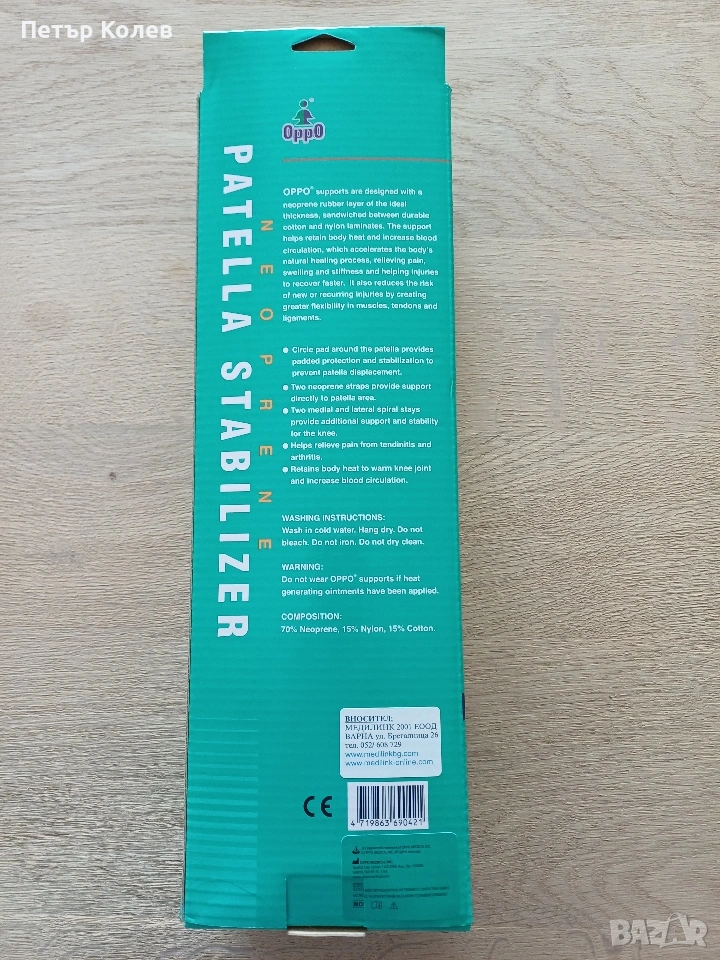 Петър Колев
OppO
PATELLA STABILIZER
NEOPRENE
OPPO® supports are designed with a
neoprene rubber layer of the ideal
thickness, sandwiched between durable
cotton and nylon laminates. The support
helps retain body heat and increase blood
circulation, which accelerates the body's
natural healing process, relieving pain,
swelling and stiffness and helping injuries
to recover faster. It also reduces the risk
of new or recurring injuries by creating
greater flexibility in muscles, tendons and
ligaments.
● Circle pad around the patella provides
padded protection and stabilization to
prevent patella displacement.
● Two neoprene straps provide support
directly to patella area.
● Two medial and lateral spiral stays
provide additional support and stability
for the knee.
● Helps relieve pain from tendinitis and
arthritis.
● Retains body heat to warm knee joint
and increase blood circulation.
WASHING INSTRUCTIONS:
Wash in cold water. Hang dry. Do not
bleach. Do not iron. Do not dry clean.
WARNING:
Do not wear OPPO® supports if heat
generating ointments have been applied.
COMPOSITION:
70% Neoprene, 15% Nylon, 15% Cotton.
ВНОСИТЕЛ:
МЕДИЛИНК 2001 ЕООД
ВАРНА ул. Брегалница 26
тел. 052/ 608 729
www.medilinkbg.com
www.medilink-online.com
CE
4 719863 690421
BAZAR